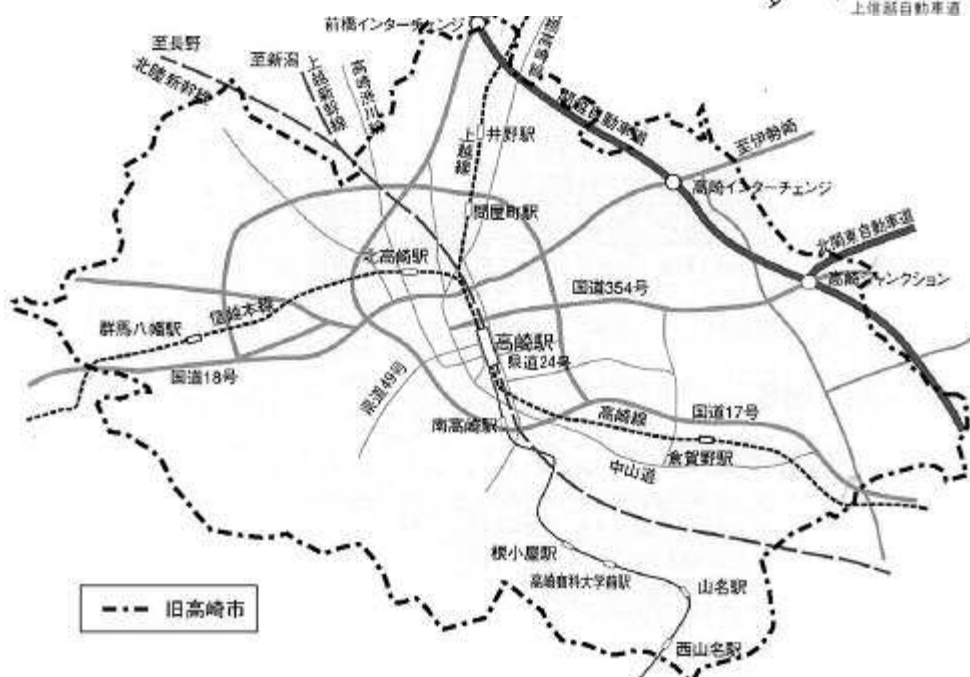 上信越自動車道
前橋インターチェンジ
至長野
至新潟
北陸新幹線
上越新幹線
高崎渋川線
関越自動車道
井野駅
上越線
至伊勢崎
高崎インターチェンジ
問屋町駅
北関東自動車道
北高崎駅
高崎ジャンクション
国道354号
信越本線
群馬八幡駅
高崎駅
県道24号
国道18号
県道49号
高崎線
国道17号
南高崎駅
倉賀野駅
中山道
根小屋駅
高崎商科大学前駅
山名駅
旧高崎市
西山名駅